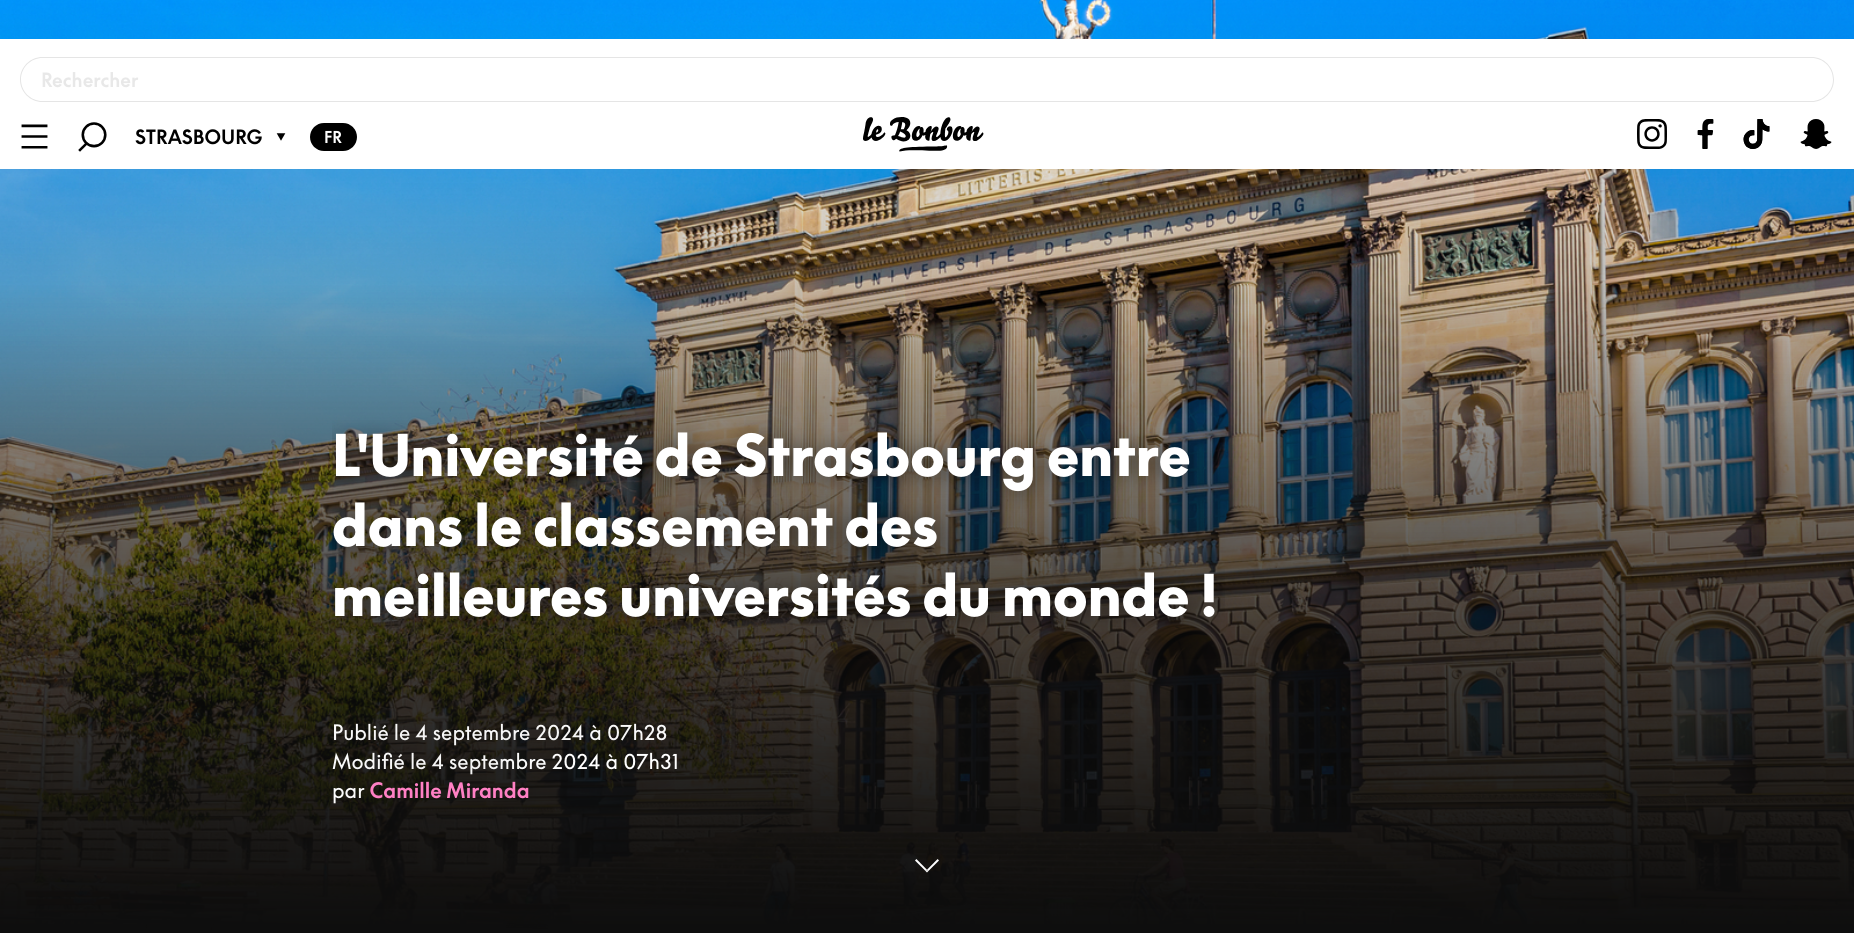 Rechercher
STRASBOURG ▼ FR
le Bonbon
LITTERIS ET
UNIVERSITÉ DE STRASBOURG
L'Université de Strasbourg entre
dans le classement des
meilleures universités du monde !
Publié le 4 septembre 2024 à 07h28
Modifié le 4 septembre 2024 à 07h31
par Camille Miranda